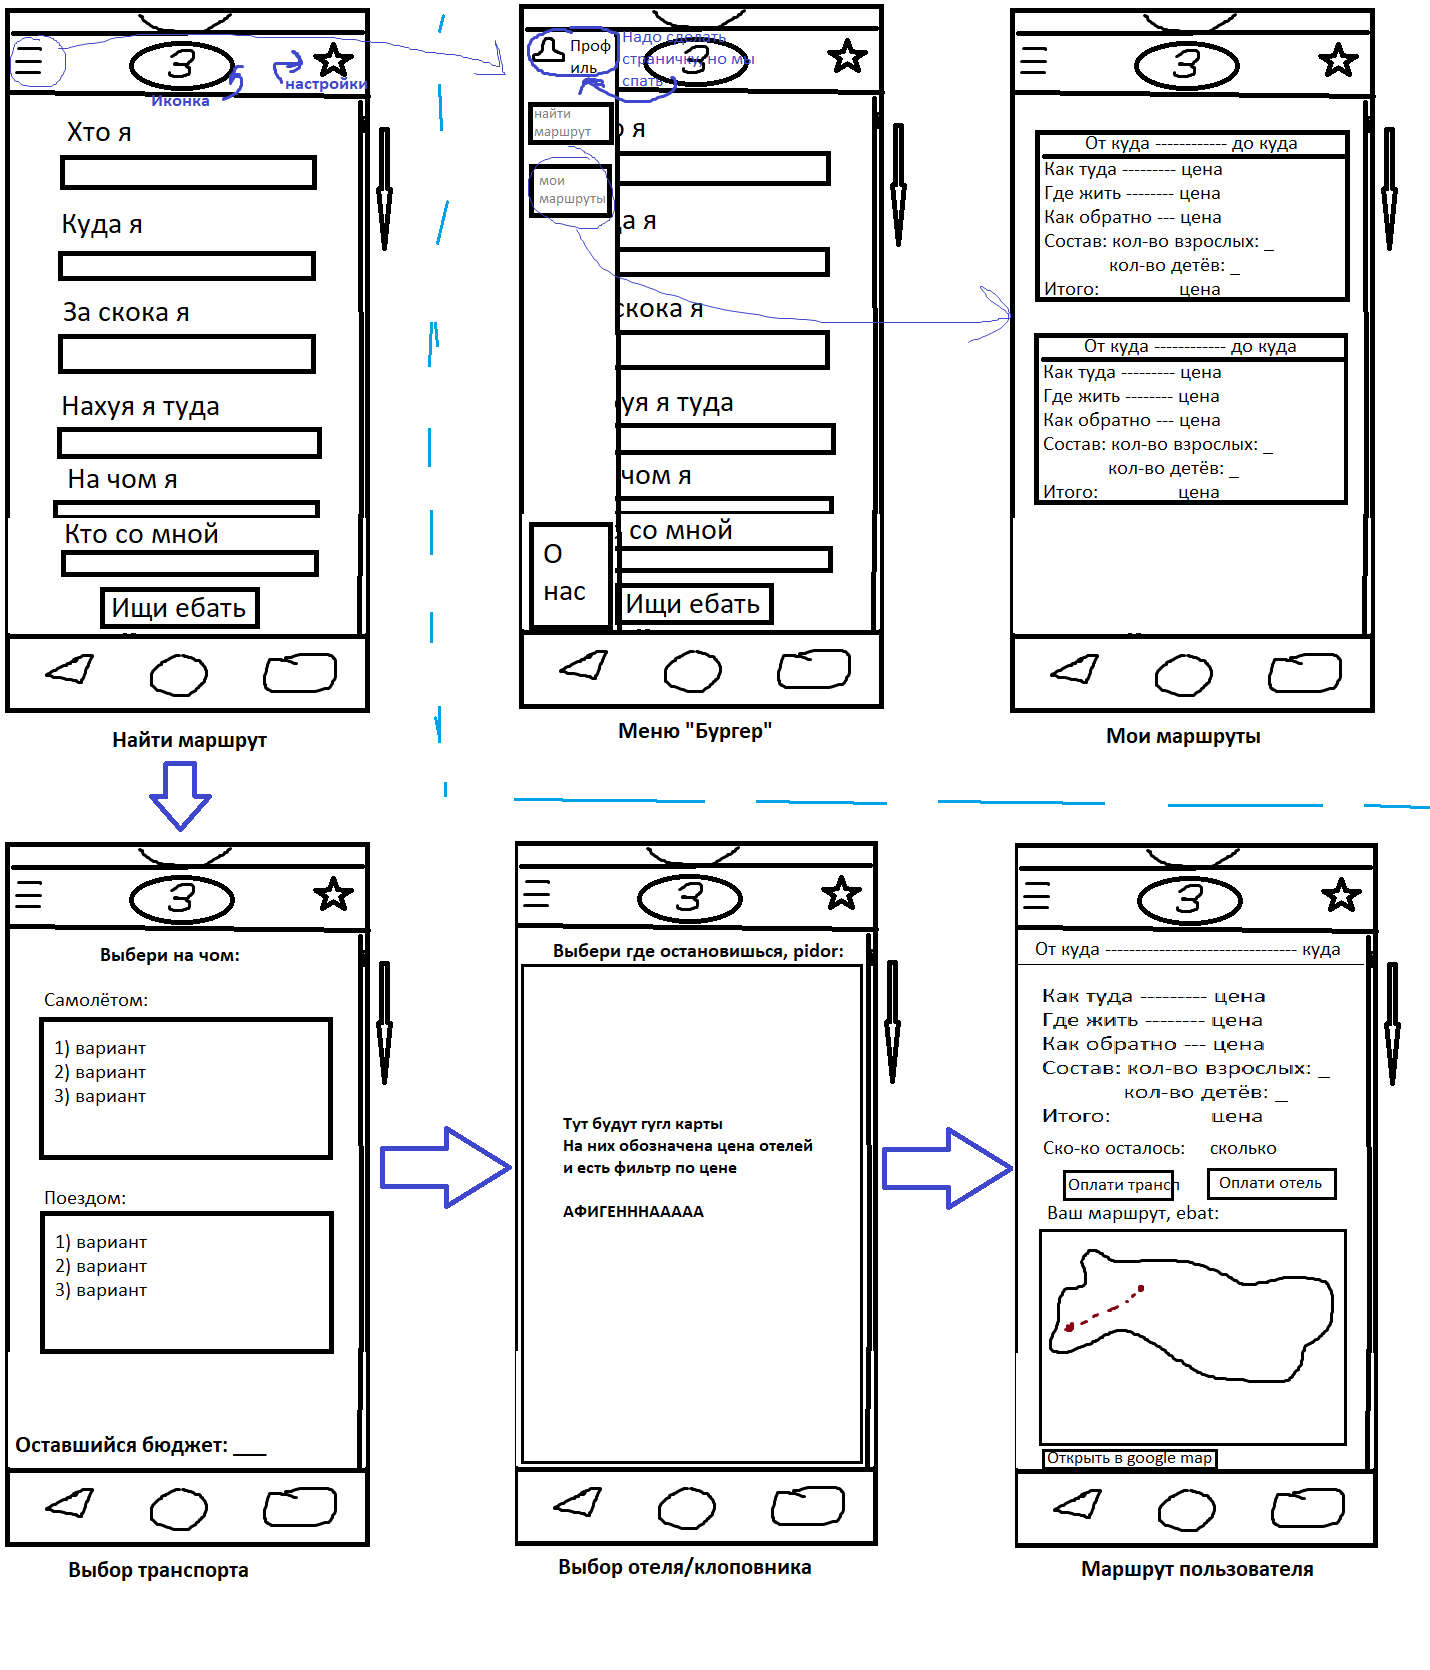 З
Иконка
настройки
Хто я
Куда я
За скока я
Нахуя я туда
На чом я
Кто со мной
Ищи ебать
Найти маршрут
Проф
иль
Надо сделать
страничку, но мы
спать
З
найти
маршрут
мои
маршруты
о я
да я
скока я
уя я туда
чом я
со мной
О
нас
Ищи ебать
Меню "Бургер"
З
От куда ------------ до куда
Как туда --------- цена
Где жить -------- цена
Как обратно --- цена
Состав: кол-во взрослых: _
кол-во детёв: _
Итого: цена
От куда ------------ до куда
Как туда --------- цена
Где жить -------- цена
Как обратно --- цена
Состав: кол-во взрослых: _
кол-во детёв: _
Итого: цена
Мои маршруты
З
Выбери на чом:
Самолётом:
1) вариант
2) вариант
3) вариант
Поездом:
1) вариант
2) вариант
3) вариант
Оставшийся бюджет: ___
Выбор транспорта
З
Выбери где остановишься, pidor:
Тут будут гугл карты
На них обозначена цена отелей
и есть фильтр по цене
АФИГЕНННААААА
Выбор отеля/клоповника
З
От куда -------------------------------- куда
Как туда --------- цена
Где жить -------- цена
Как обратно --- цена
Состав: кол-во взрослых: _
кол-во детёв: _
Итого: цена
Ско-ко осталось: сколько
Оплати трансп
Оплати отель
Ваш маршрут, ebat:
Открыть в google map
Маршрут пользователя